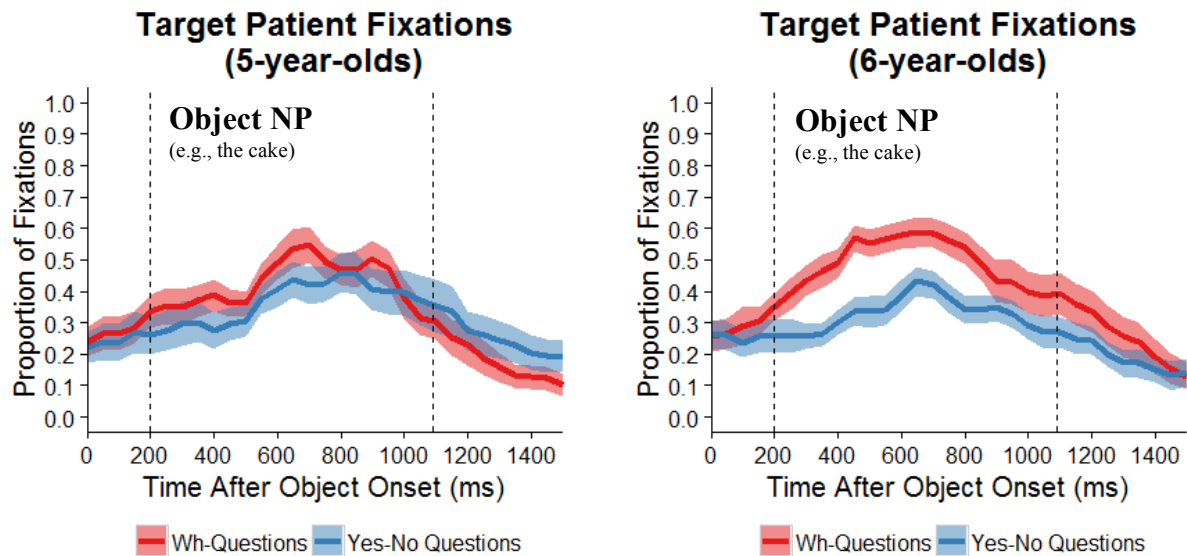 Target Patient Fixations
(5-year-olds)
Proportion of Fixations
1.0
0.9
0.8
0.7
0.6
0.5
0.4
0.3
0.2
0.1
0.0
Object NP
(e.g., the cake)
0 200 400 600 800 1000 1200 1400
Time After Object Onset (ms)
Wh-Questions Yes-No Questions
Target Patient Fixations
(6-year-olds)
Proportion of Fixations
1.0
0.9
0.8
0.7
0.6
0.5
0.4
0.3
0.2
0.1
0.0
Object NP
(e.g., the cake)
0 200 400 600 800 1000 1200 1400
Time After Object Onset (ms)
Wh-Questions Yes-No Questions